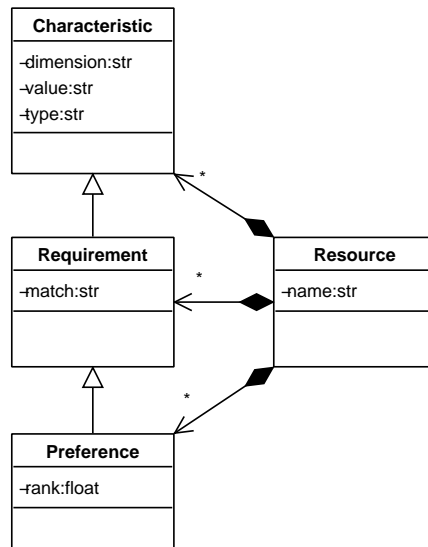 Characteristic
-dimension:str
-value:str
-type:str
*
Requirement
-match:str
*
Resource
-name:str
*
Preference
-rank:float